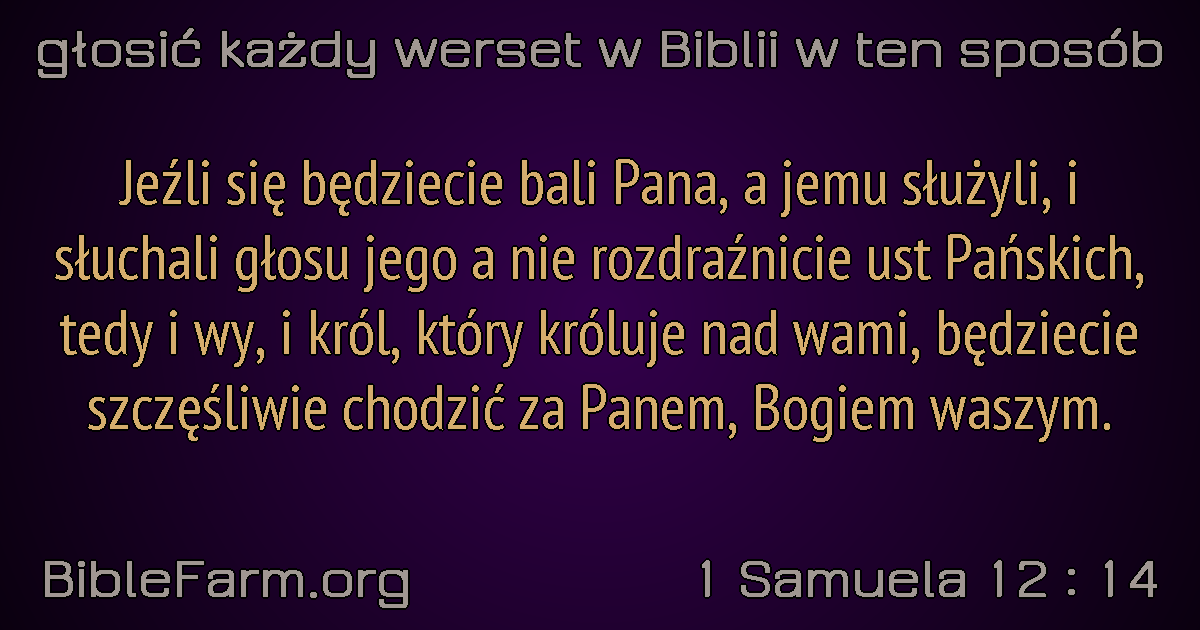 głosić każdy werset w Biblii w ten sposób
Jeźli się będziecie bali Pana, a jemu służyli, i
słuchali głosu jego a nie rozdraźnicie ust Pańskich,
tedy i wy, i król, który króluje nad wami, będziecie
szczęśliwie chodzić za Panem, Bogiem waszym.
BibleFarm.org
1 Samuela 12 : 14